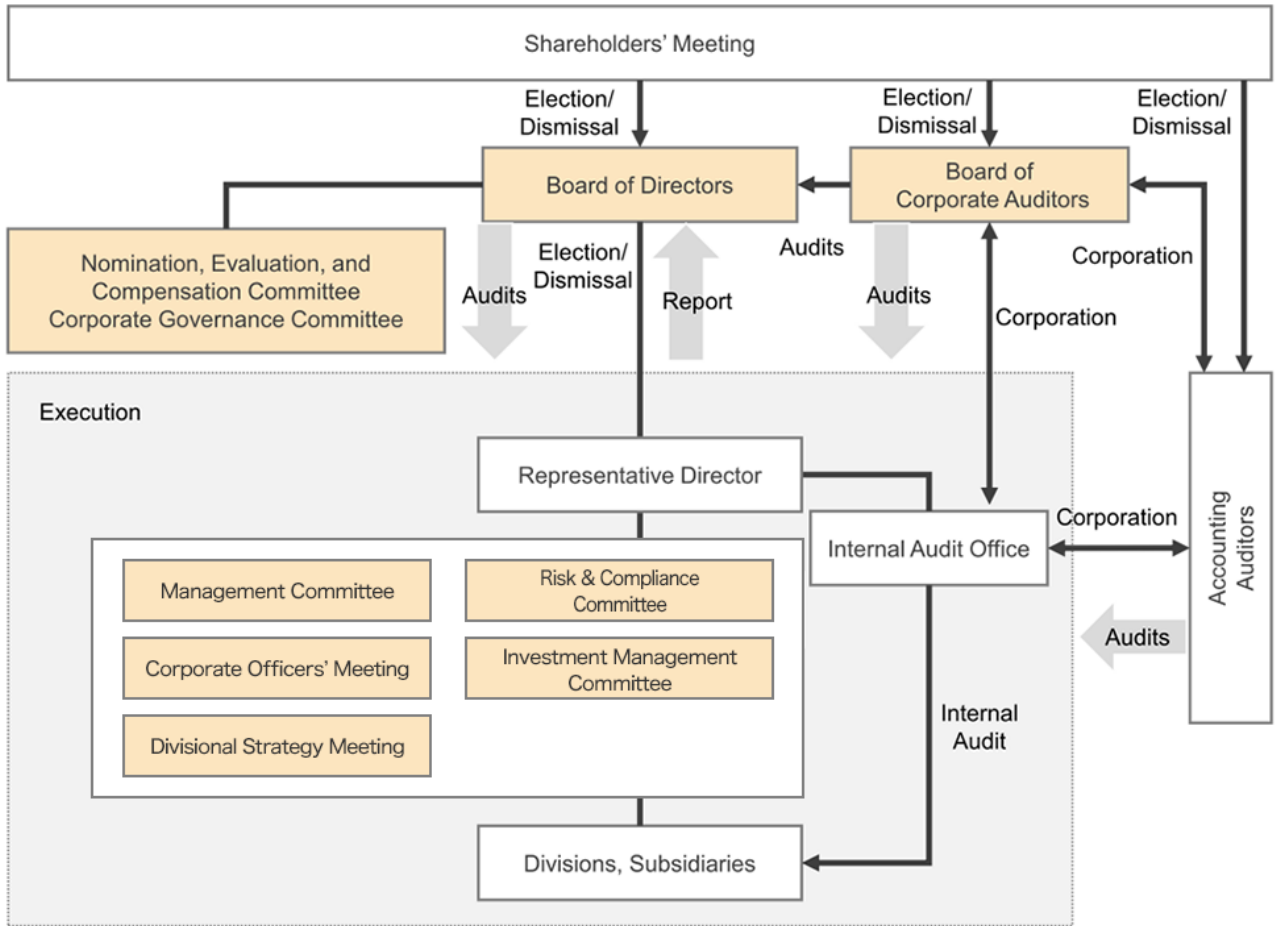 Shareholders’ Meeting
Election/
Dismissal
Election/
Dismissal
Election/
Dismissal
Board of Directors
Board of
Corporate Auditors
Nomination, Evaluation, and
Compensation Committee
Corporate Governance Committee
Audits
Election/
Dismissal
Report
Audits
Audits
Corporation
Corporation
Execution
Representative Director
Internal Audit Office
Corporation
Accounting
Auditors
Management Committee
Risk & Compliance
Committee
Corporate Officers’ Meeting
Investment Management
Committee
Divisional Strategy Meeting
Audits
Internal
Audit
Divisions, Subsidiaries